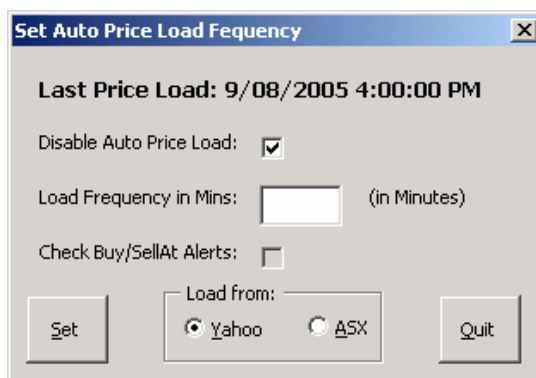 Set Auto Price Load Fequency
Last Price Load: 9/08/2005 4:00:00 PM
Disable Auto Price Load:
Load Frequency in Mins: (in Minutes)
Check Buy/SellAt Alerts:
Load from:
Set Yahoo ASX Quit